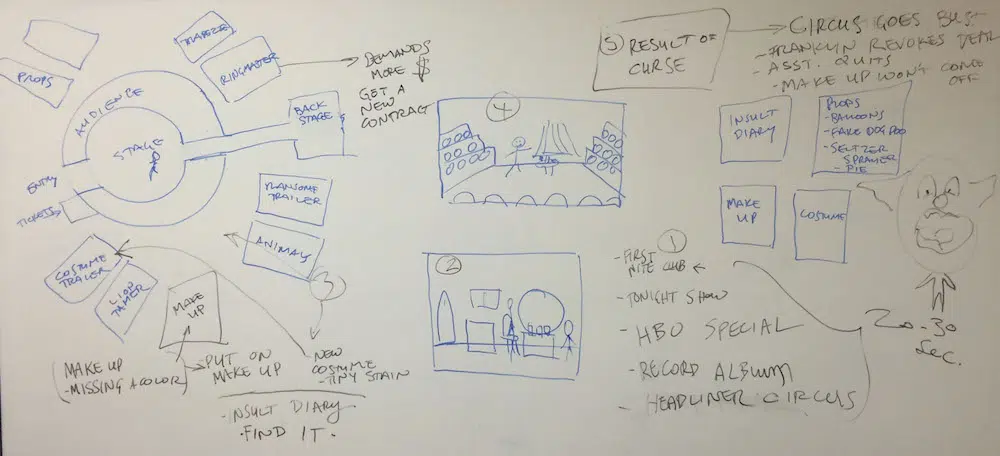 TRAPEZE
RINGMASTER
PROPS
AUDIENCE
STAGE
ENTRY
TICKETS
BACK
STAGE
DEMANDS
MORE $
GET A
NEW
CONTRACT
RANSOME
TRAILER
ANIMALS
COSTUME
TRAILER
LION
TAMER
MAKE
UP
3
MAKE UP
- MISSING A COLOR
PUT ON
MAKE UP
NEW
COSTUME
- TINY STAIN
- INSULT DIARY
• FIND IT.
4
2
5 RESULT OF
CURSE
CIRCUS GOES BUST
- FRANKLYN REVOKES DEAL
ASST. QUITS
- MAKE UP WONT COME
OFF
INSULT
DIARY
PROPS
- BALLOONS
- FAKE DOG POO
- SELTZER
SPRAYER
- PIE
MAKE
UP
COSTUME
1
- FIRST
NITE CLUB
- TONIGHT SHOW
- HBO SPECIAL
- RECORD ALBUM
- HEADLINER CIRCUS
20-30
SEC.